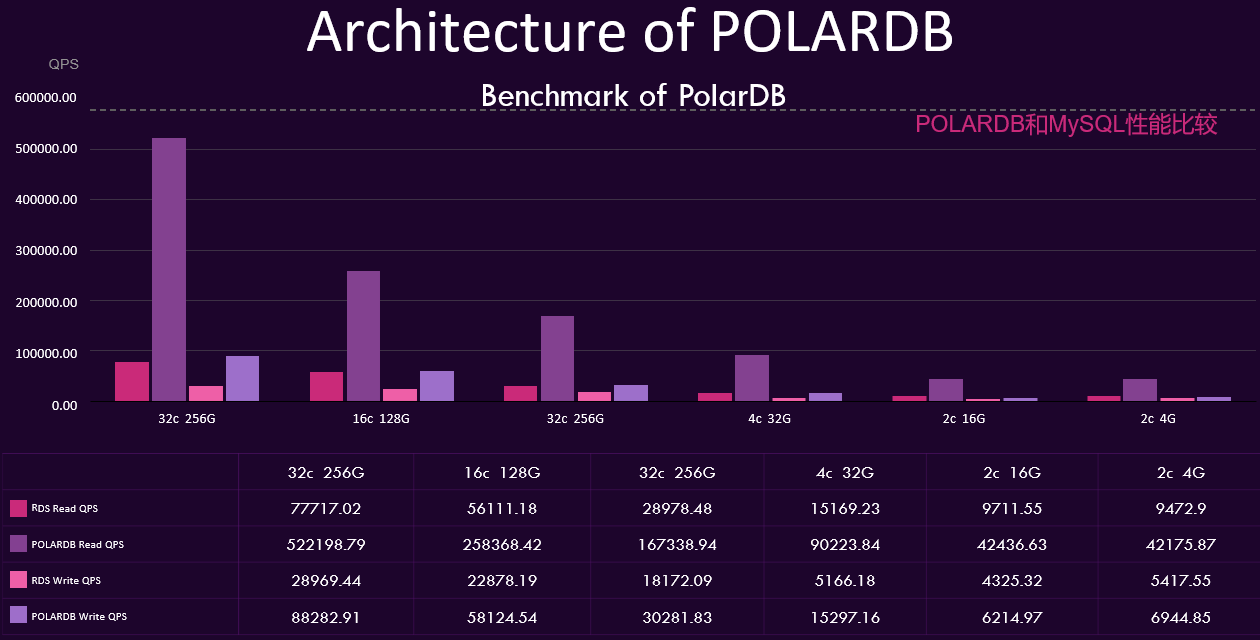 Architecture of POLARDB
QPS
Benchmark of PolarDB
POLARDB和MySQL性能比较
600000.00
500000.00
400000.00
300000.00
200000.00
100000.00
0.00
32c 256G 16c 128G 32c 256G 4c 32G 2c 16G 2c 4G
32c 256G 16c 128G 32c 256G 4c 32G 2c 16G 2c 4G
RDS Read QPS 77717.02 56111.18 28978.48 15169.23 9711.55 9472.9
POLARDB Read QPS 522198.79 258368.42 167338.94 90223.84 42436.63 42175.87
RDS Write QPS 28969.44 22878.19 18172.09 5166.18 4325.32 5417.55
POLARDB Write QPS 88282.91 58124.54 30281.83 15297.16 6214.97 6944.85